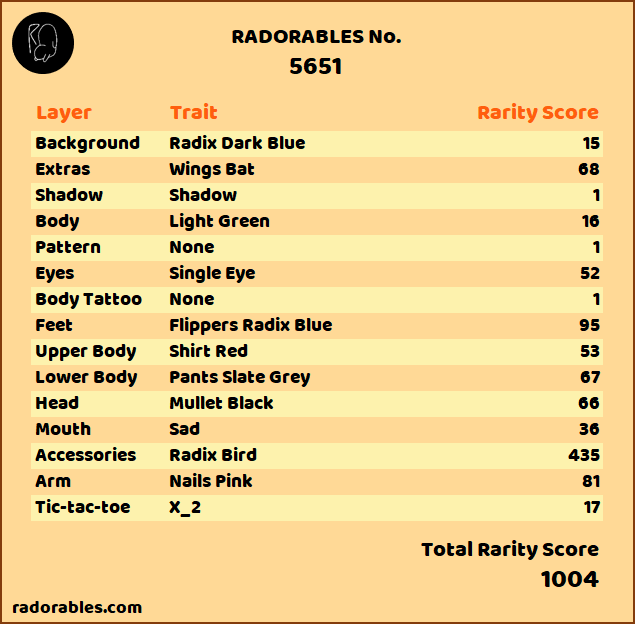 RADORABLES No.
5651
Layer Trait Rarity Score
Background Radix Dark Blue 15
Extras Wings Bat 68
Shadow Shadow 1
Body Light Green 16
Pattern None 1
Eyes Single Eye 52
Body Tattoo None 1
Feet Flippers Radix Blue 95
Upper Body Shirt Red 53
Lower Body Pants Slate Grey 67
Head Mullet Black 66
Mouth Sad 36
Accessories Radix Bird 435
Arm Nails Pink 81
Tic-tac-toe X_2 17
Total Rarity Score
1004
radorables.com